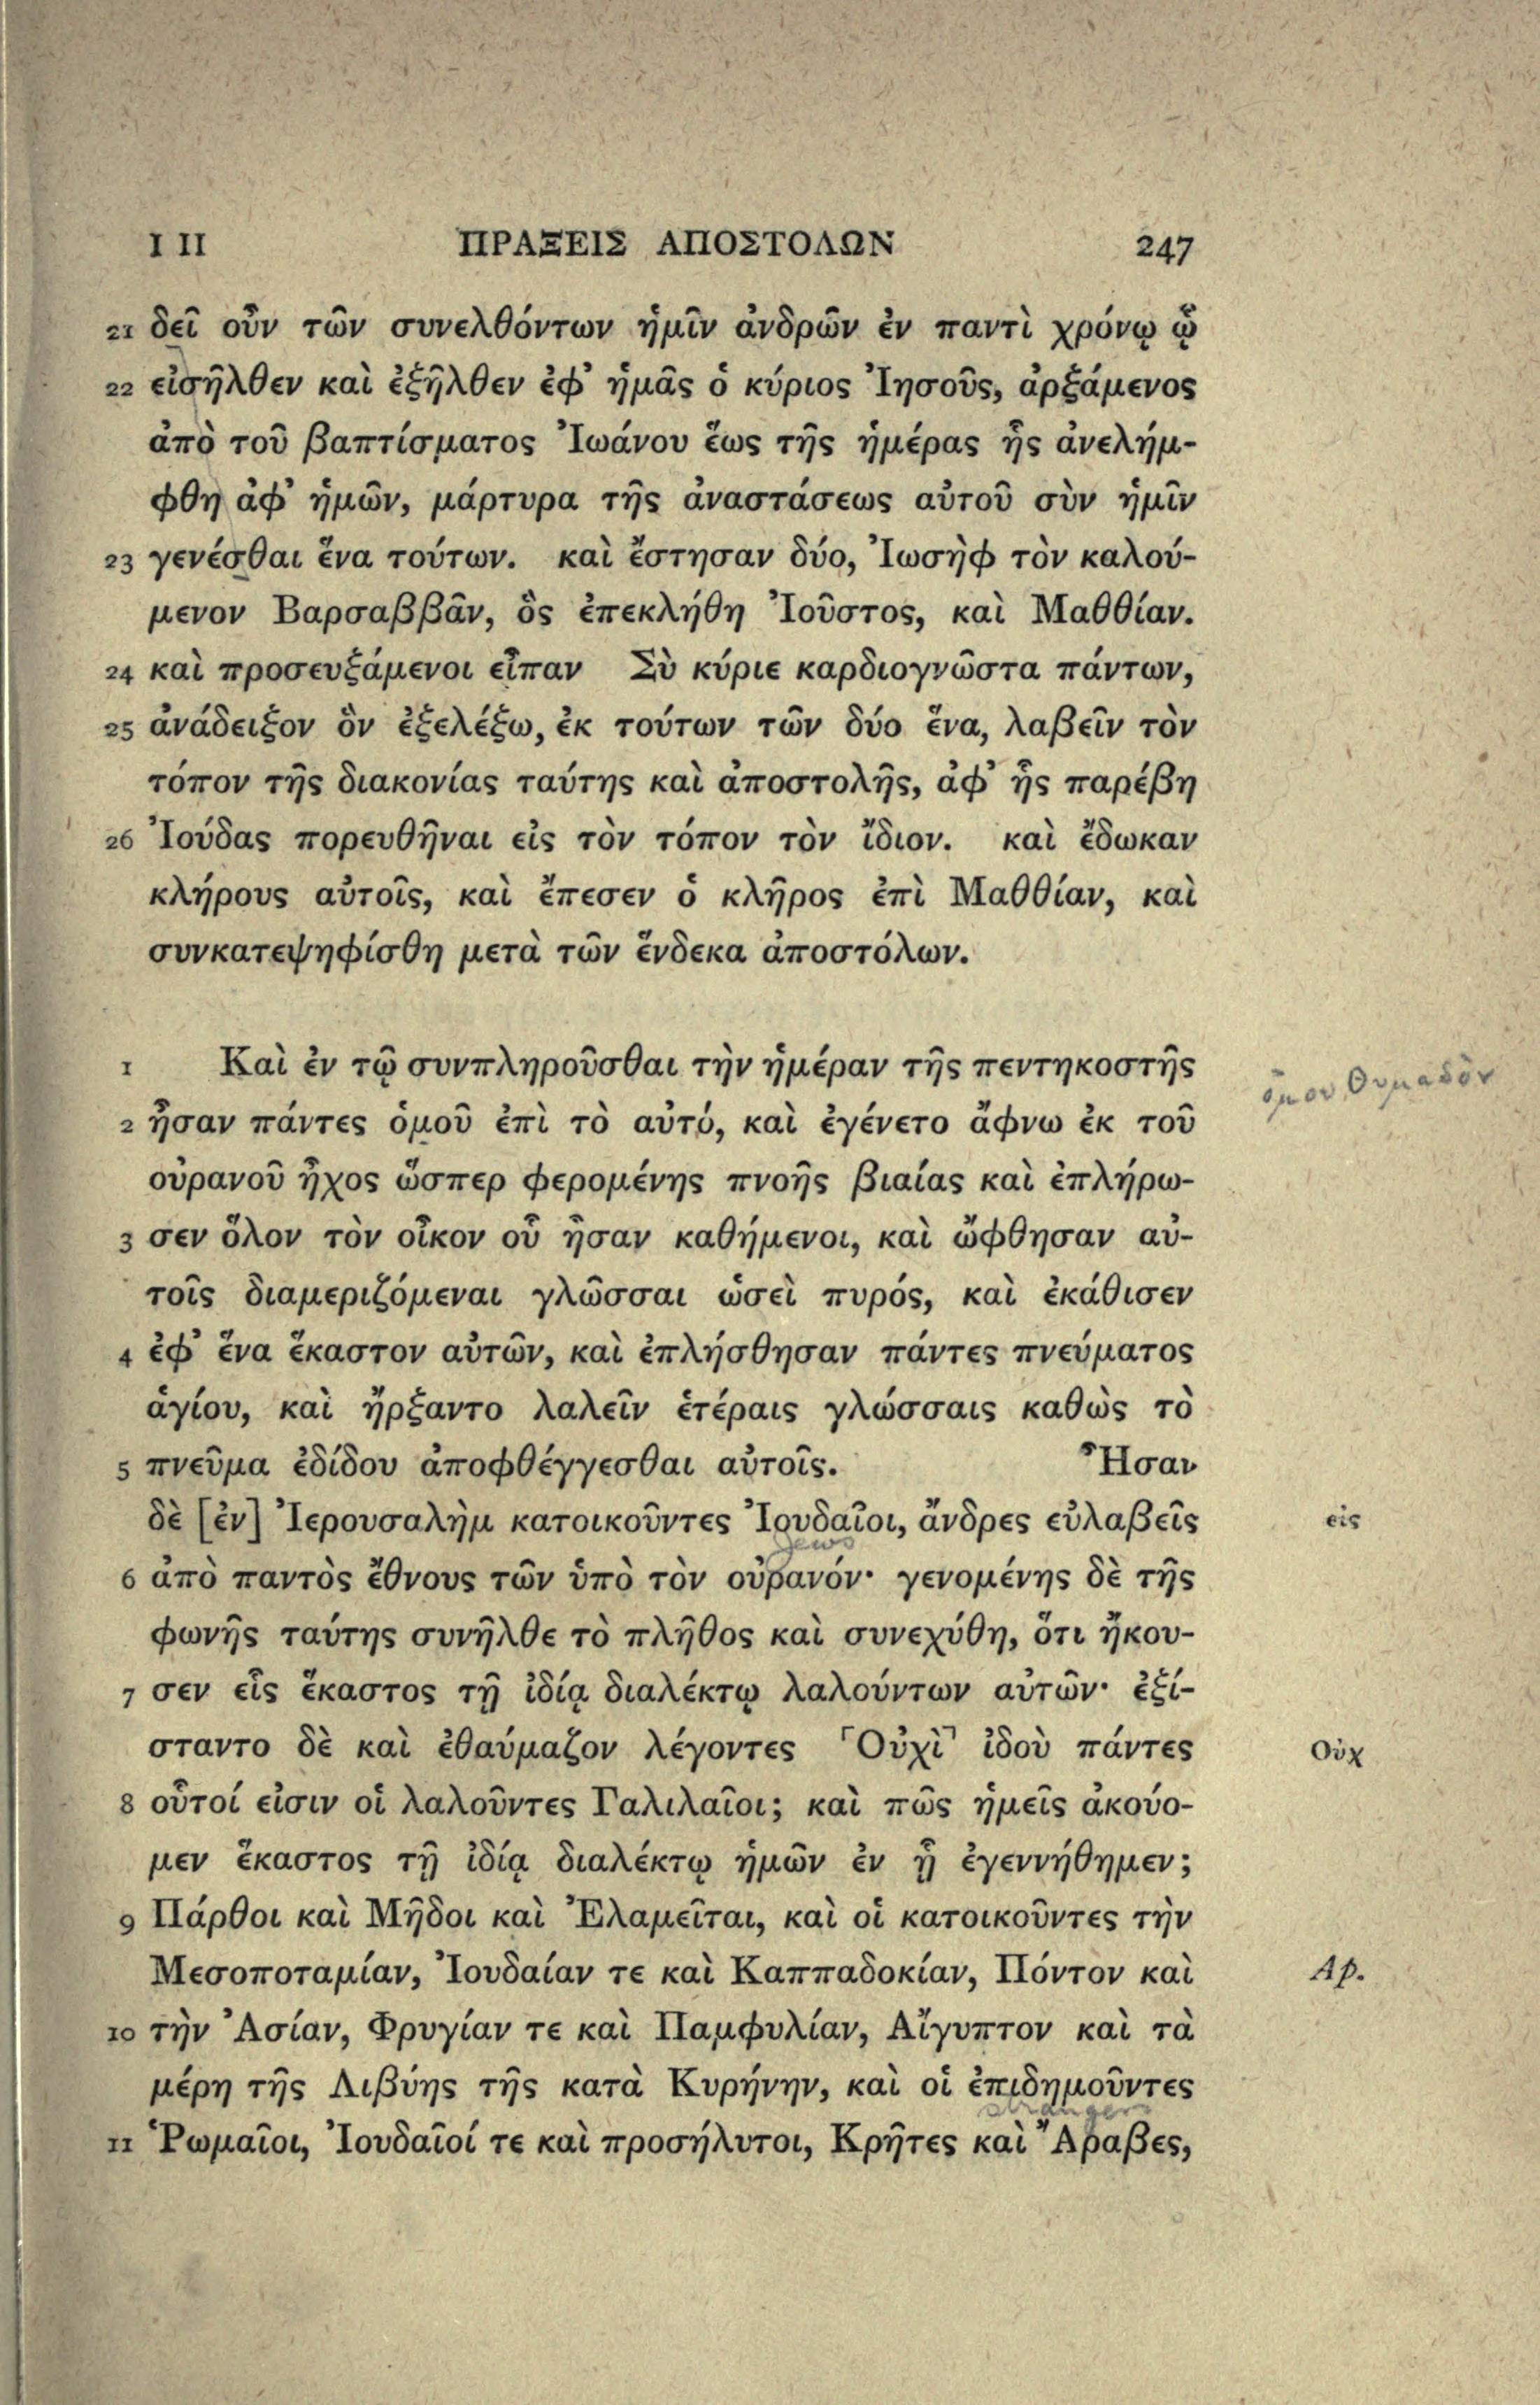 I II ΠΡΑΞΕΙΣ ΑΠΟΣΤΟΛΩΝ 247
21 δεῖ οὖν τῶν συνελθόντων ἡμῖν ἀνδρῶν ἐν παντὶ χρόνῳ ᾧ
22 εἰσῆλθεν καὶ ἐξῆλθεν ἐφ᾽ ἡμᾶς ὁ κύριος Ἰησοῦς, ἀρξάμενος
ἀπὸ τοῦ βαπτίσματος Ἰωάνου ἕως τῆς ἡμέρας ἧς ἀνελήμ-
φθη ἀφ᾽ ἡμῶν, μάρτυρα τῆς ἀναστάσεως αὐτοῦ σὺν ἡμῖν
23 γενέσθαι ἕνα τούτων. καὶ ἔστησαν δύο, Ἰωσὴφ τὸν καλού-
μενον Βαρσαββᾶν, ὃς ἐπεκλήθη Ἰοῦστος, καὶ Μαθθίαν.
24 καὶ προσευξάμενοι εἶπαν Σὺ κύριε καρδιογνῶστα πάντων,
25 ἀνάδειξον ὃν ἐξελέξω, ἐκ τούτων τῶν δύο ἕνα, λαβεῖν τὸν
τόπον τῆς διακονίας ταύτης καὶ ἀποστολῆς, ἀφ᾽ ἧς παρέβη
26 Ἰούδας πορευθῆναι εἰς τὸν τόπον τὸν ἴδιον. καὶ ἔδωκαν
κλήρους αὐτοῖς, καὶ ἔπεσεν ὁ κλῆρος ἐπὶ Μαθθίαν, καὶ
συνκατεψηφίσθη μετὰ τῶν ἕνδεκα ἀποστόλων.
1 Καὶ ἐν τῷ συνπληροῦσθαι τὴν ἡμέραν τῆς πεντηκοστῆς
ὁμοθυμαδὸν
2 ἦσαν πάντες ὁμοῦ ἐπὶ τὸ αὐτό, καὶ ἐγένετο ἄφνω ἐκ τοῦ
οὐρανοῦ ἦχος ὥσπερ φερομένης πνοῆς βιαίας καὶ ἐπλήρω-
3 σεν ὅλον τὸν οἶκον οὗ ἦσαν καθήμενοι, καὶ ὤφθησαν αὐ-
τοῖς διαμεριζόμεναι γλῶσσαι ὡσεὶ πυρός, καὶ ἐκάθισεν
4 ἐφ᾽ ἕνα ἕκαστον αὐτῶν, καὶ ἐπλήσθησαν πάντες πνεύματος
ἁγίου, καὶ ἤρξαντο λαλεῖν ἑτέραις γλώσσαις καθὼς τὸ
5 πνεῦμα ἐδίδου ἀποφθέγγεσθαι αὐτοῖς. Ἦσαν
δὲ [ἐν] Ἰερουσαλὴμ κατοικοῦντες Ἰουδαῖοι, ἄνδρες εὐλαβεῖς εἰς
Jews
6 ἀπὸ παντὸς ἔθνους τῶν ὑπὸ τὸν οὐρανόν· γενομένης δὲ τῆς
φωνῆς ταύτης συνῆλθε τὸ πλῆθος καὶ συνεχύθη, ὅτι ἤκου-
7 σεν εἷς ἕκαστος τῇ ἰδίᾳ διαλέκτῳ λαλούντων αὐτῶν· ἐξί-
σταντο δὲ καὶ ἐθαύμαζον λέγοντες ⸢Οὐχὶ⸣ ἰδοὺ πάντες Οὐχ
8 οὗτοί εἰσιν οἱ λαλοῦντες Γαλιλαῖοι; καὶ πῶς ἡμεῖς ἀκούο-
μεν ἕκαστος τῇ ἰδίᾳ διαλέκτῳ ἡμῶν ἐν ᾗ ἐγεννήθημεν;
9 Πάρθοι καὶ Μῆδοι καὶ Ἐλαμεῖται, καὶ οἱ κατοικοῦντες τὴν
Μεσοποταμίαν, Ἰουδαίαν τε καὶ Καππαδοκίαν, Πόντον καὶ Ap.
10 τὴν Ἀσίαν, Φρυγίαν τε καὶ Παμφυλίαν, Αἴγυπτον καὶ τὰ
μέρη τῆς Λιβύης τῆς κατὰ Κυρήνην, καὶ οἱ ἐπιδημοῦντες
strangers
11 Ῥωμαῖοι, Ἰουδαῖοί τε καὶ προσήλυτοι, Κρῆτες καὶ Ἄραβες,